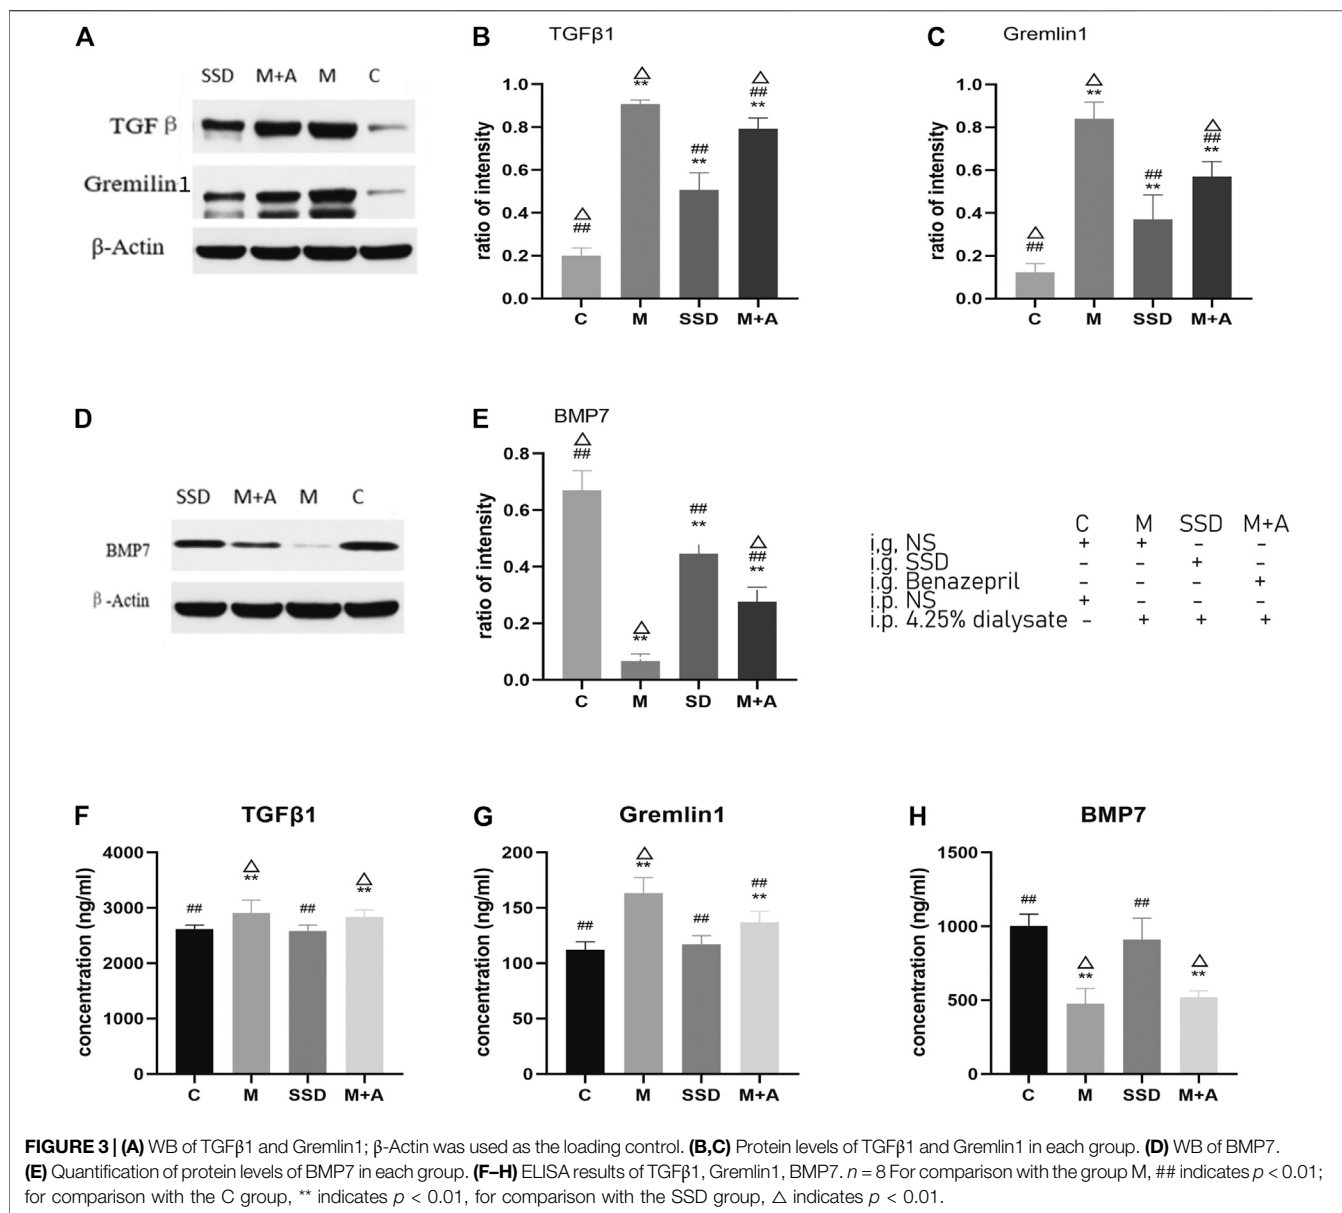 A
SSD M+A M C
TGF β
Gremilin1
β-Actin
B
TGFβ1
ratio of intensity
1.0
0.8
0.6
0.4
0.2
0.0
△
##
△
**
##
**
△
##
**
C M SSD M+A
C
Gremlin1
ratio of intensity
1.0
0.8
0.6
0.4
0.2
0.0
△
##
△
**
##
**
△
##
**
C M SSD M+A
D
SSD M+A M C
BMP7
β-Actin
E
BMP7
ratio of intensity
0.8
0.6
0.4
0.2
0.0
△
##
△
**
##
**
△
##
**
C M SD M+A
C M SSD M+A
i,g, NS + + – –
i.g. SSD – – + –
i.g. Benazepril – – – +
i.p. NS + – – –
i.p. 4.25% dialysate – + + +
F
TGFβ1
concentration (ng/ml)
4000
3000
2000
1000
0
##
△
**
##
△
**
C M SSD M+A
G
Gremlin1
concentration (ng/ml)
200
150
100
50
0
##
△
**
##
##
**
C M SSD M+A
H
BMP7
concentration (ng/ml)
1500
1000
500
0
##
△
**
##
△
**
C M SSD M+A
FIGURE 3 | (A) WB of TGFβ1 and Gremlin1; β-Actin was used as the loading control. (B,C) Protein levels of TGFβ1 and Gremlin1 in each group. (D) WB of BMP7.
(E) Quantification of protein levels of BMP7 in each group. (F–H) ELISA results of TGFβ1, Gremlin1, BMP7. n = 8 For comparison with the group M, ## indicates p < 0.01;
for comparison with the C group, ** indicates p < 0.01, for comparison with the SSD group, △ indicates p < 0.01.